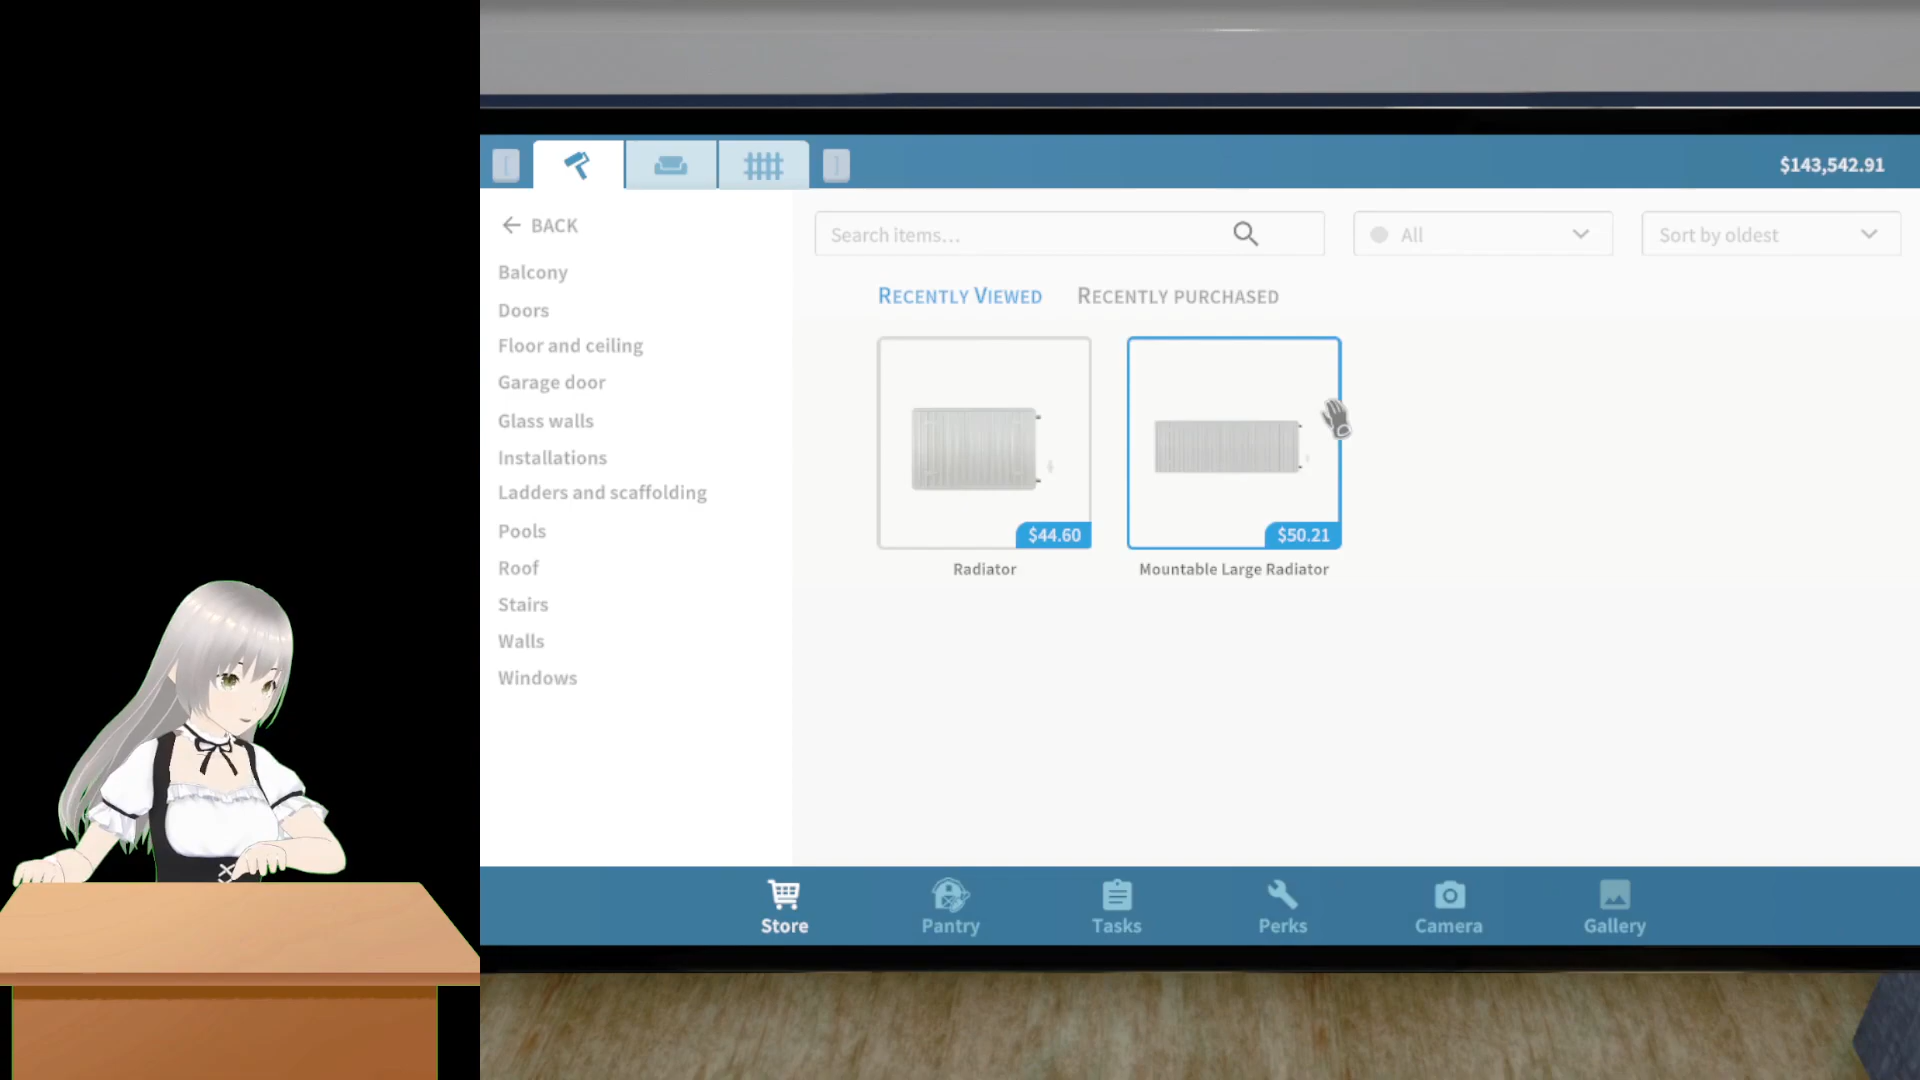 $143,542.91
BACK
Balcony
Doors
Floor and ceiling
Garage door
Glass walls
Installations
Ladders and scaffolding
Pools
Roof
Stairs
Walls
Windows
Search items...
All
Sort by oldest
RECENTLY VIEWED
RECENTLY PURCHASED
$44.60
Radiator
$50.21
Mountable Large Radiator
Store
Pantry
Tasks
Perks
Camera
Gallery